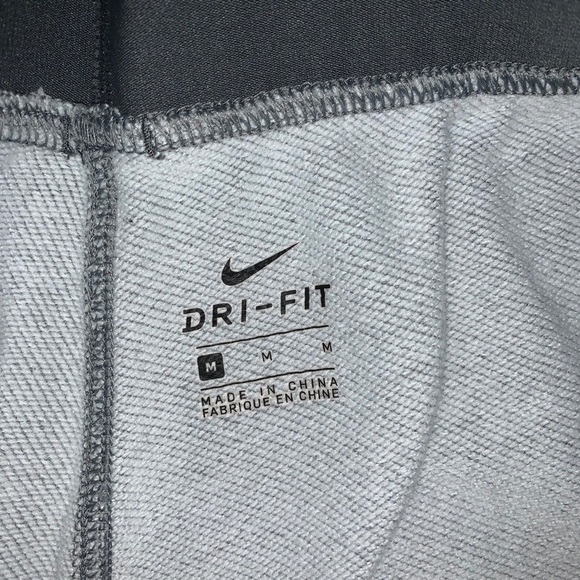 DRI-FIT
M M M
MADE IN CHINA
FABRIQUE EN CHINE